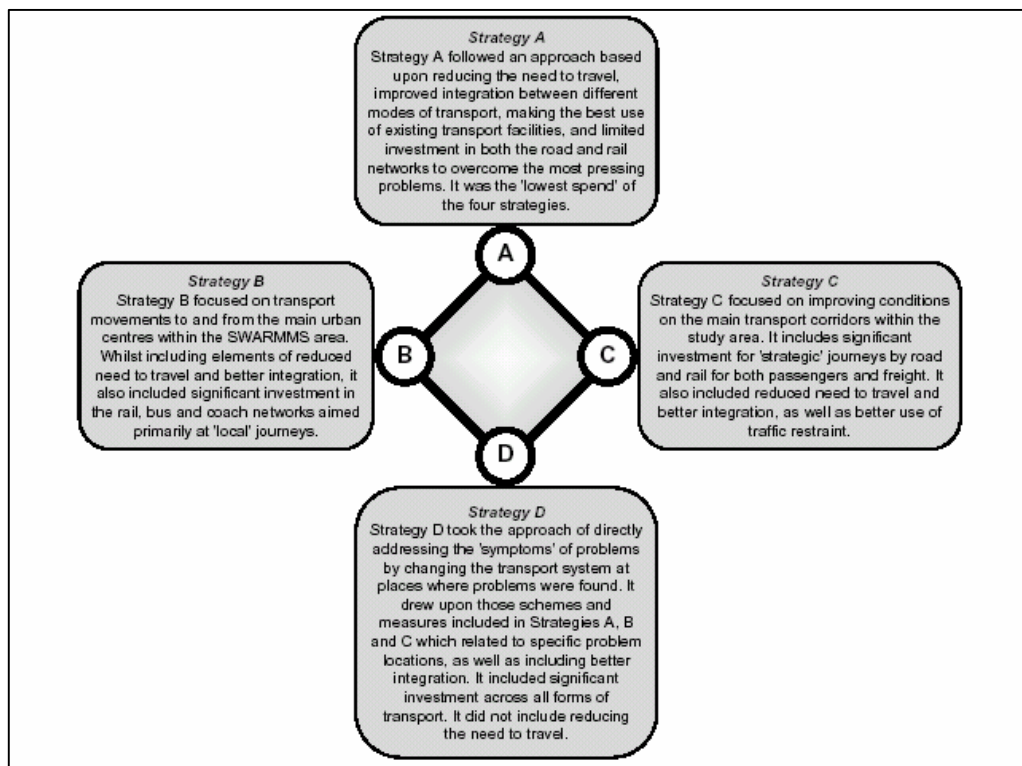 Strategy A
Strategy A followed an approach based
upon reducing the need to travel,
improved integration between different
modes of transport, making the best use
of existing transport facilities, and limited
investment in both the road and rail
networks to overcome the most pressing
problems. It was the 'lowest spend' of
the four strategies.
A
Strategy B
Strategy B focused on transport
movements to and from the main urban
centres within the SWARMMS area.
Whilst including elements of reduced
need to travel and better integration, it
also included significant investment in
the rail, bus and coach networks aimed
primarily at 'local' journeys.
B
C
Strategy C
Strategy C focused on improving conditions
on the main transport corridors within the
study area. It includes significant
investment for 'strategic' journeys by road
and rail for both passengers and freight. It
also included reduced need to travel and
better integration, as well as better use of
traffic restraint.
D
Strategy D
Strategy D took the approach of directly
addressing the 'symptoms' of problems
by changing the transport system at
places where problems were found. It
drew upon those schemes and
measures included in Strategies A, B
and C which related to specific problem
locations, as well as including better
integration. It included significant
investment across all forms of
transport. It did not include reducing
the need to travel.